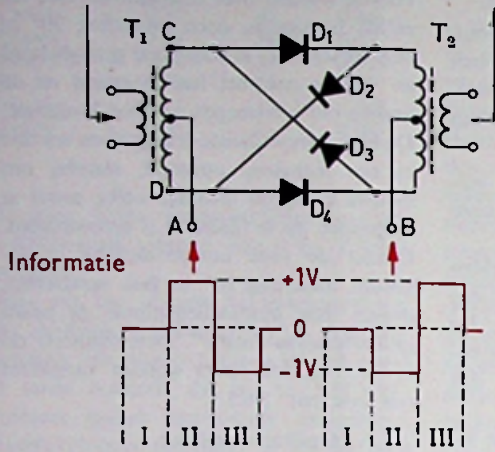 T1 C D1 T2
D2
D3
D D4
A B
Informatie +1V
0
-1V
I II III I II III